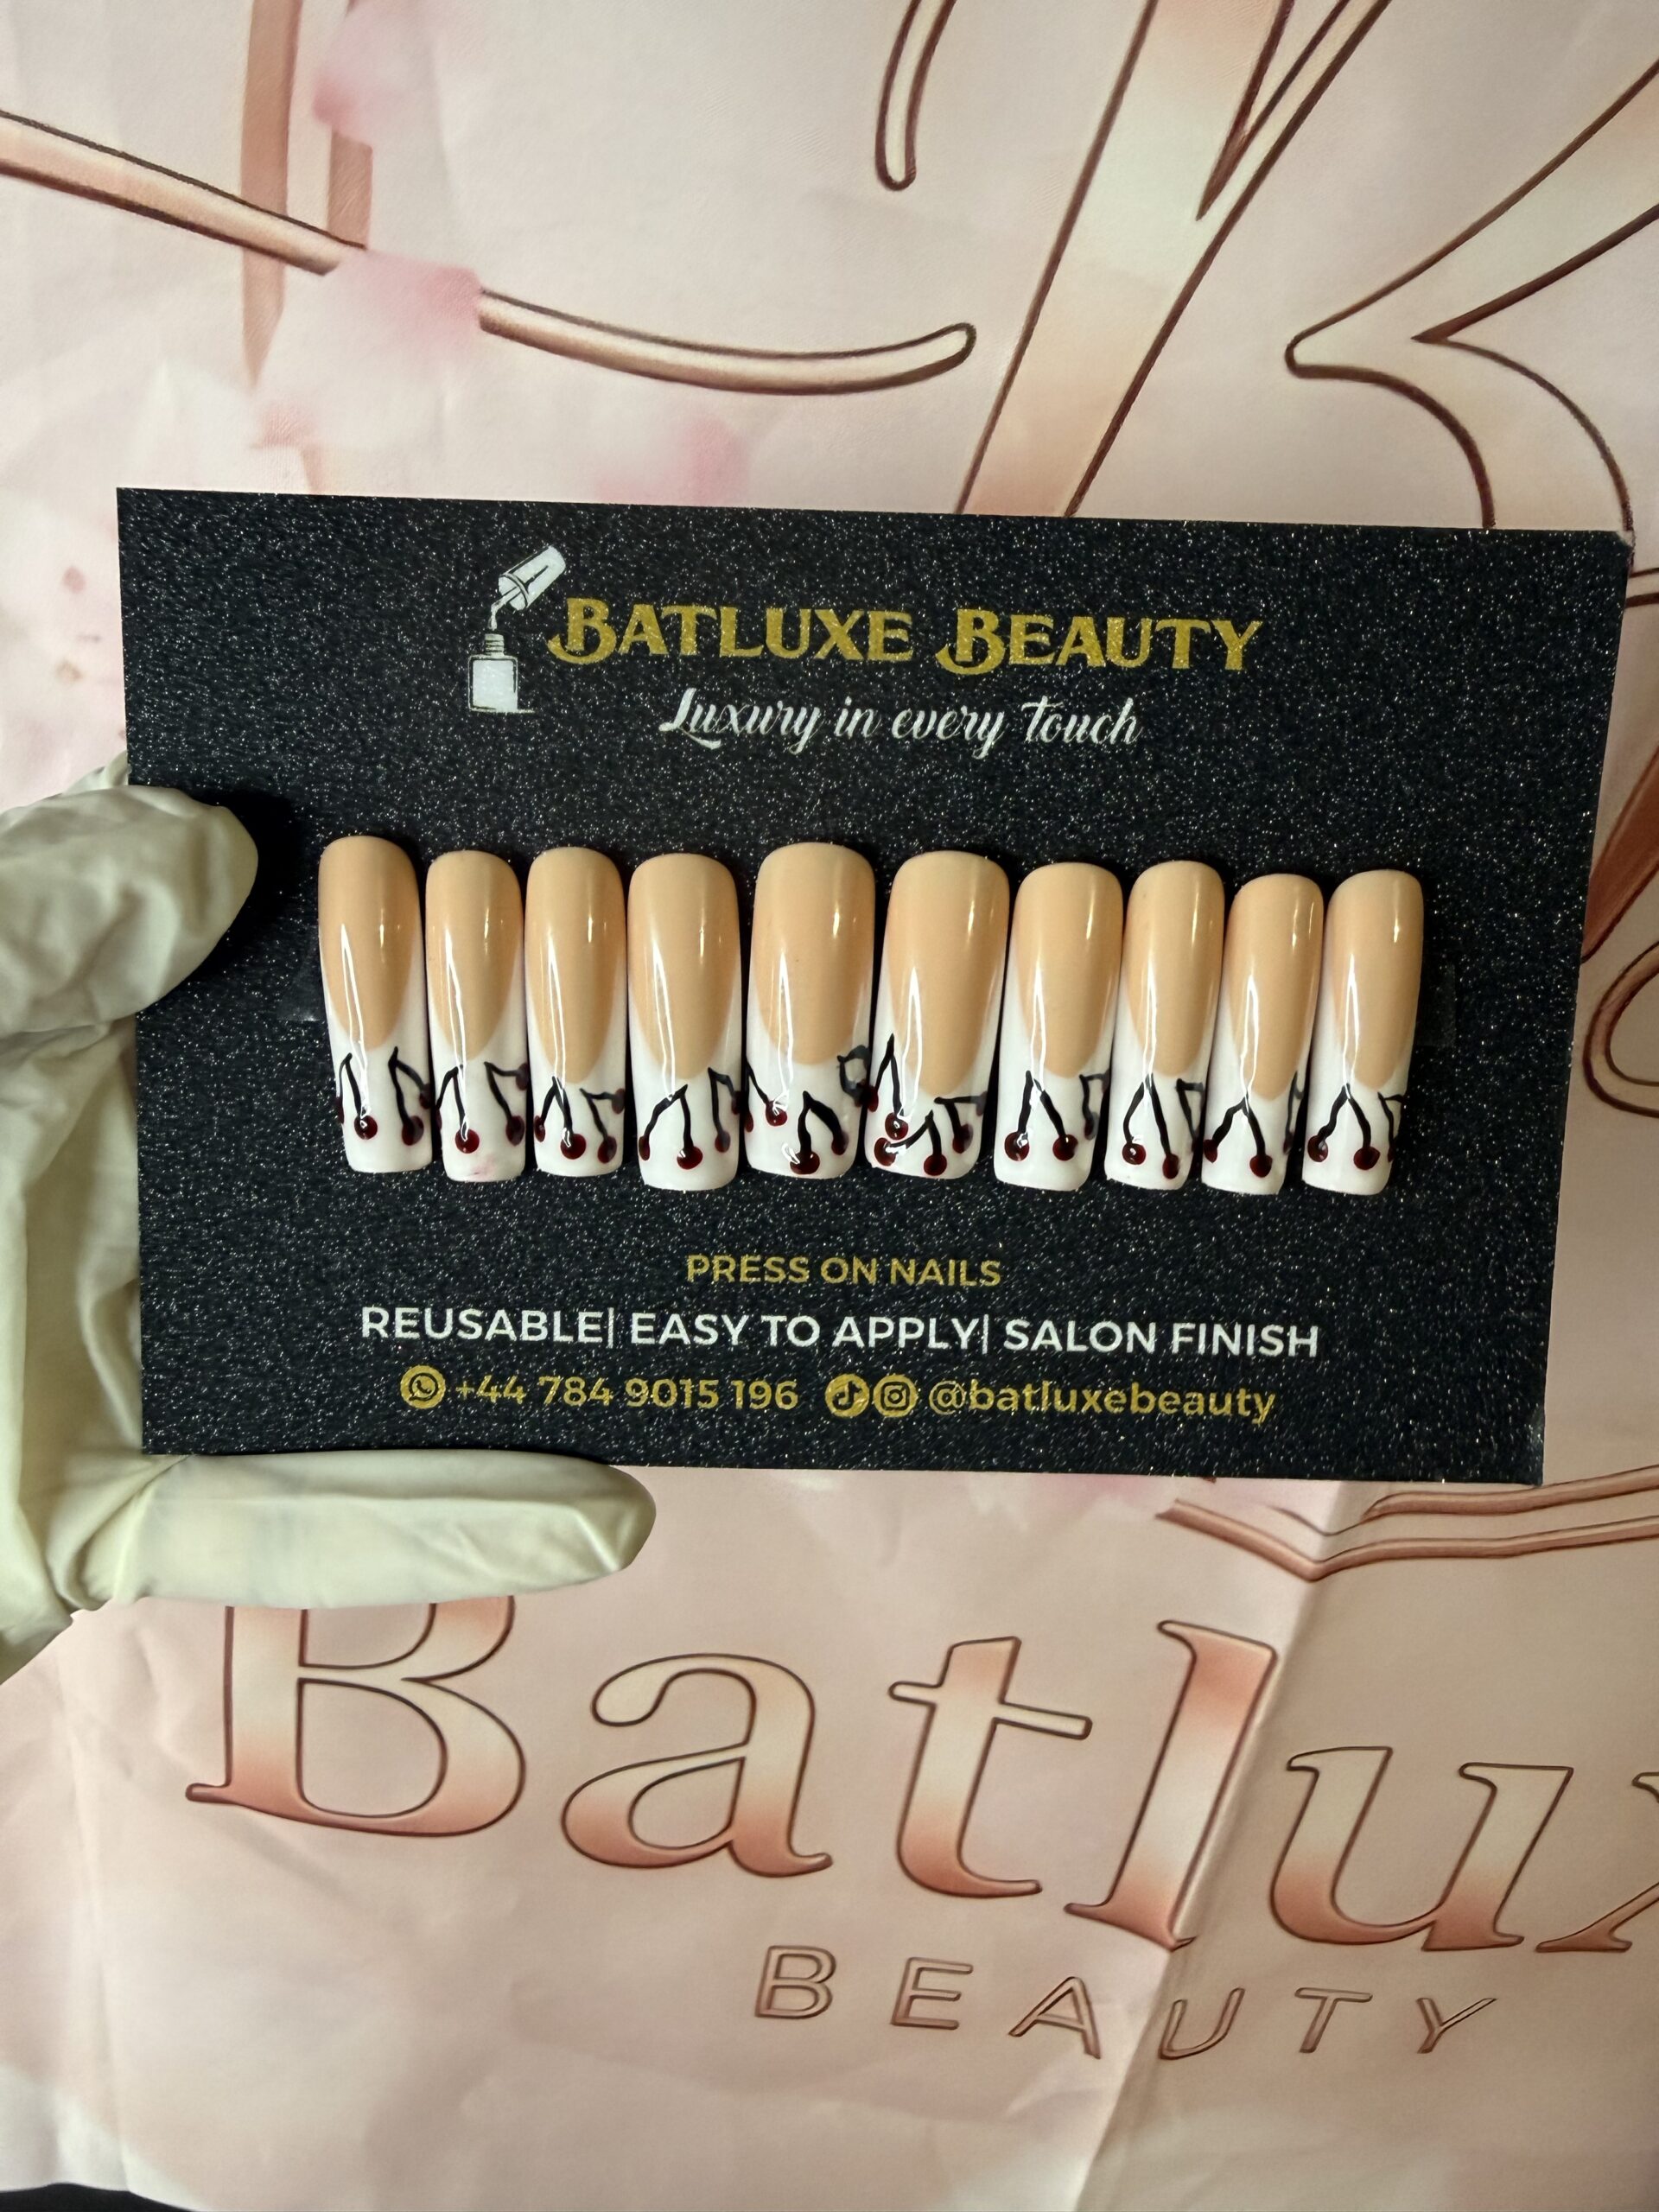 BATLUXE BEAUTY
Luxury in every Touch
PRESS ON NAILS
REUSABLE| EASY TO APPLY| SALON FINISH
+44 784 9015 196 @batluxebeauty
Batlux
BEAUTY